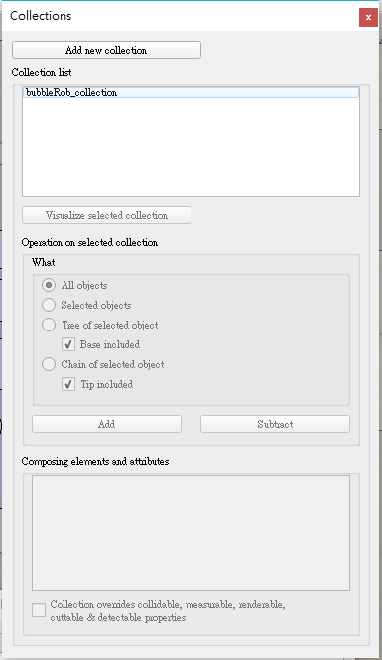 Collections
x
Add new collection
Collection list
bubbleRob_collection
Visualize selected collection
Operation on selected collection
What
All objects
Selected objects
Tree of selected object
Base included
Chain of selected object
Tip included
Add
Subtract
Composing elements and attributes
Collection overrides collidable, measurable, renderable,
cuttable & detectable properties